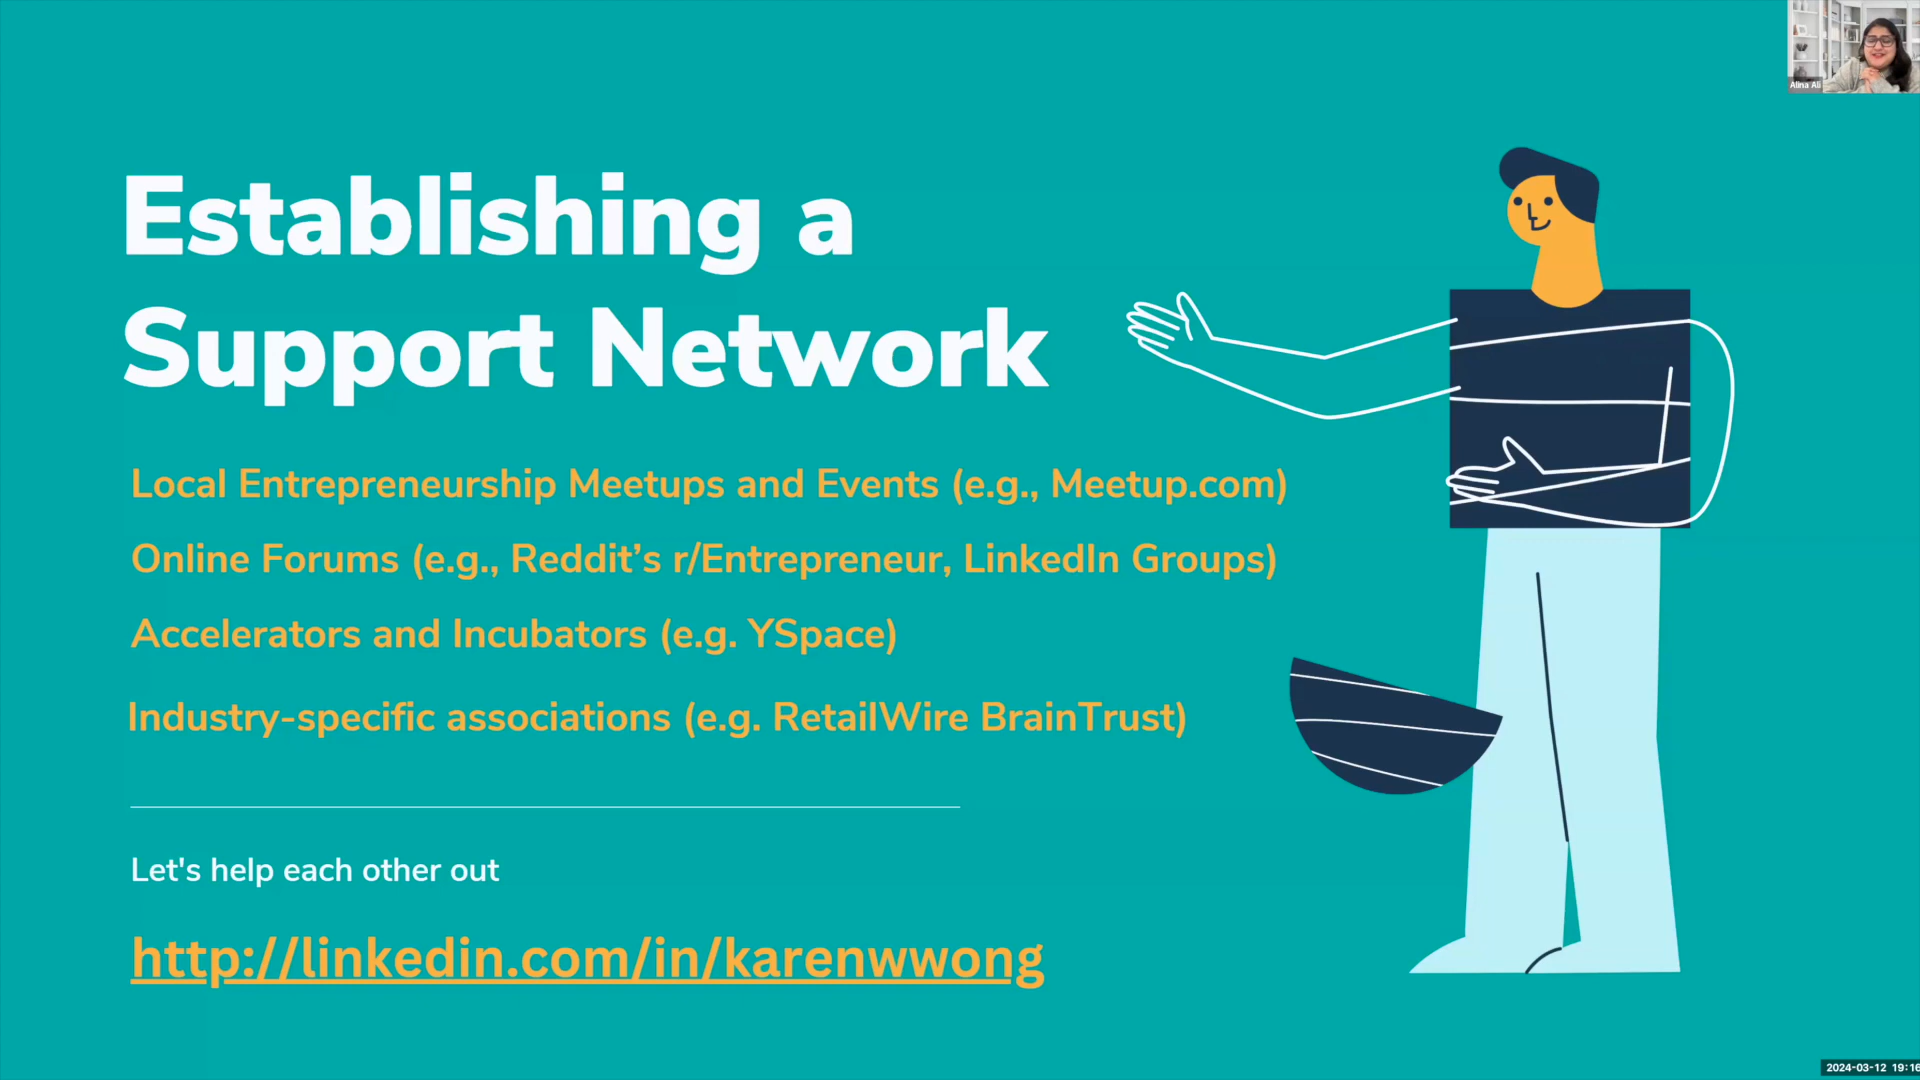 Alina Ali
Establishing a
Support Network
Local Entrepreneurship Meetups and Events (e.g., Meetup.com)
Online Forums (e.g., Reddit’s r/Entrepreneur, LinkedIn Groups)
Accelerators and Incubators (e.g. YSpace)
Industry-specific associations (e.g. RetailWire BrainTrust)
Let's help each other out
http://linkedin.com/in/karenwwong
2024-03-12 19:16